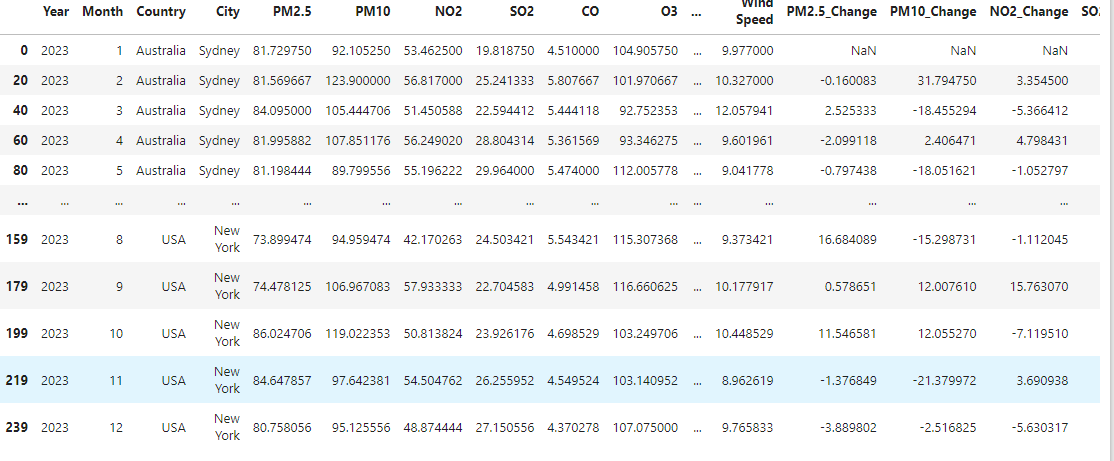 Year Month Country City PM2.5 PM10 NO2 SO2 CO O3 ... Wind Speed PM2.5_Change PM10_Change NO2_Change
0 2023 1 Australia Sydney 81.729750 92.105250 53.462500 19.818750 4.510000 104.905750 ... 9.977000 NaN NaN NaN
20 2023 2 Australia Sydney 81.569667 123.900000 56.817000 25.241333 5.807667 101.970667 ... 10.327000 -0.160083 31.794750 3.354500
40 2023 3 Australia Sydney 84.095000 105.444706 51.450588 22.594412 5.444118 92.752353 ... 12.057941 2.525333 -18.455294 -5.366412
60 2023 4 Australia Sydney 81.995882 107.851176 56.249020 28.804314 5.361569 93.346275 ... 9.601961 -2.099118 2.406471 4.798431
80 2023 5 Australia Sydney 81.198444 89.799556 55.196222 29.964000 5.474000 112.005778 ... 9.041778 -0.797438 -18.051621 -1.052797
... ... ... ... ... ... ... ... ... ... ... ... ... ... ... ...
159 2023 8 USA New York 73.899474 94.959474 42.170263 24.503421 5.543421 115.307368 ... 9.373421 16.684089 -15.298731 -1.112045
179 2023 9 USA New York 74.478125 106.967083 57.933333 22.704583 4.991458 116.660625 ... 10.177917 0.578651 12.007610 15.763070
199 2023 10 USA New York 86.024706 119.022353 50.813824 23.926176 4.698529 103.249706 ... 10.448529 11.546581 12.055270 -7.119510
219 2023 11 USA New York 84.647857 97.642381 54.504762 26.255952 4.549524 103.140952 ... 8.962619 -1.376849 -21.379972 3.690938
239 2023 12 USA New York 80.758056 95.125556 48.874444 27.150556 4.370278 107.075000 ... 9.765833 -3.889802 -2.516825 -5.630317